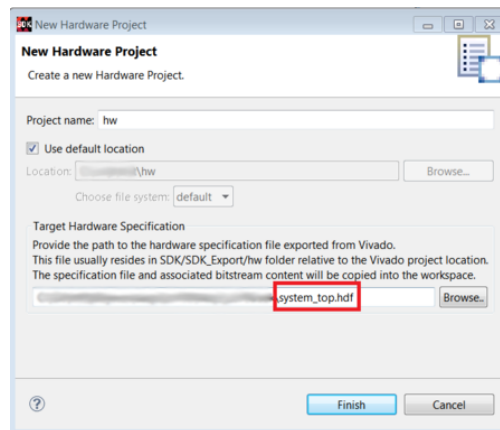 SDK New Hardware Project
New Hardware Project
Create a new Hardware Project.
Project name: hw
Use default location
Location: \hw Browse...
Choose file system: default
Target Hardware Specification
Provide the path to the hardware specification file exported from Vivado.
This file usually resides in SDK/SDK_Export/hw folder relative to the Vivado project location.
The specification file and associated bitstream content will be copied into the workspace.
\system_top.hdf Browse..
? Finish Cancel